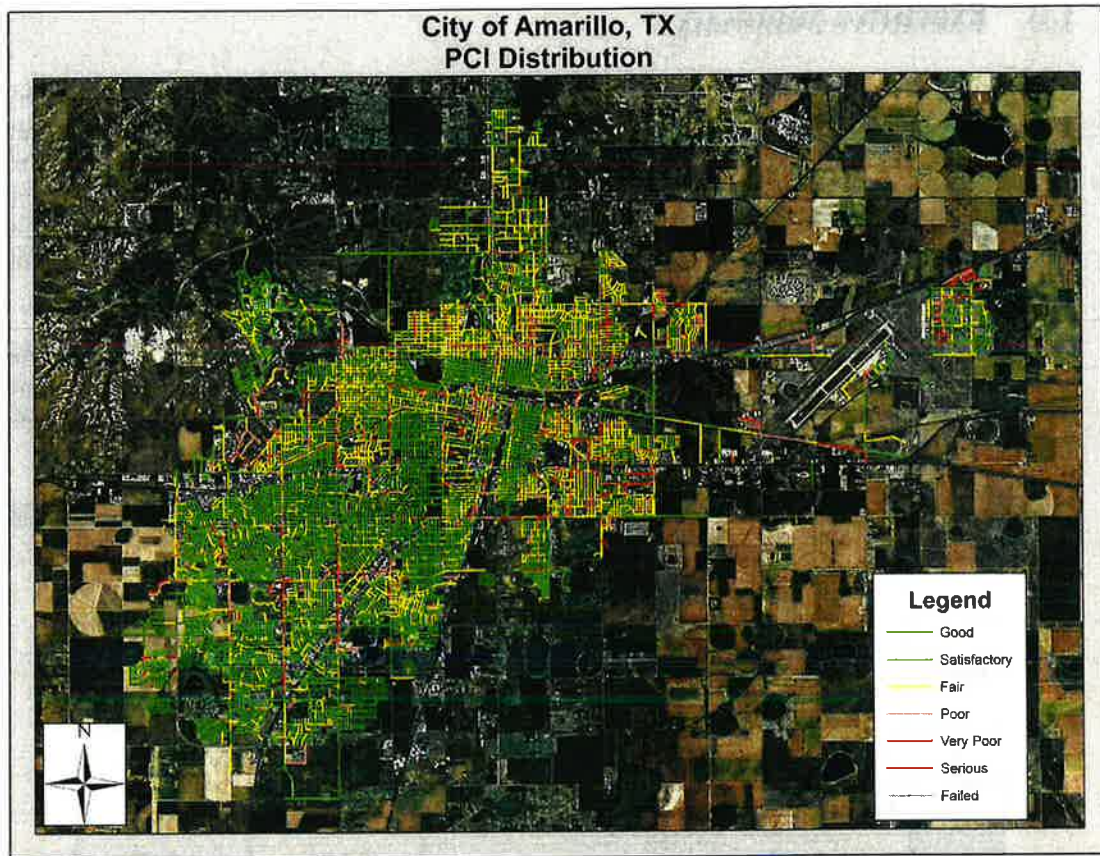 City of Amarillo, TX
PCI Distribution
Legend
Good
Satisfactory
Fair
Poor
Very Poor
Serious
Failed
N